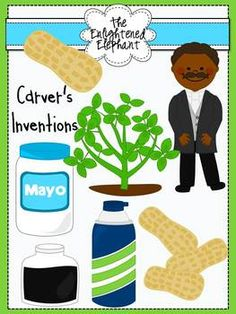 the
Enlightened
Elephant
Carver's
Inventions
Mayo